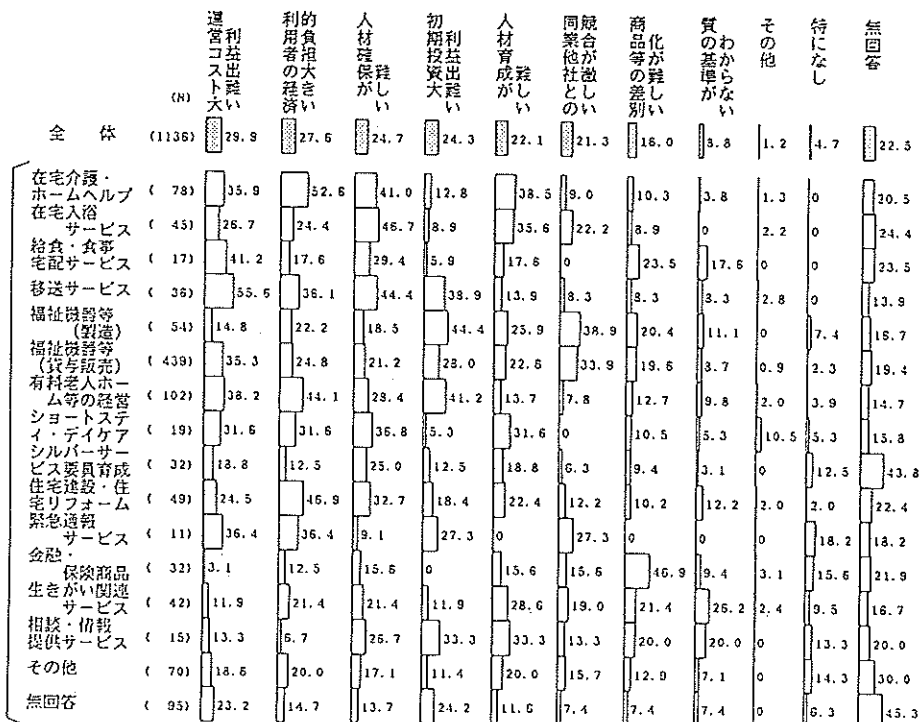 運営コスト大
利益出難い
利用者の経済
的負担大きい
人材確保が
難しい
初期投資大
利益出難い
人材育成が
難しい
同業他社との
競合が激しい
商品等の差別
化が難しい
質の基準が
わからない
その他
特になし
無回答
(N)
全 体 (1136) 29.9 27.6 24.7 24.3 22.1 21.3 16.0 3.8 1.2 4.7 22.5
在宅介護・
ホームヘルプ ( 78) 35.9 52.6 41.0 12.8 38.5 9.0 10.3 3.8 1.3 0 20.5
在宅入浴
サービス ( 45) 26.7 24.4 46.7 8.9 35.6 22.2 8.9 0 2.2 0 24.4
給食・食事
宅配サービス ( 17) 41.2 17.6 29.4 5.9 17.6 0 23.5 17.6 0 0 23.5
移送サービス ( 36) 55.6 36.1 44.4 38.9 13.9 8.3 8.3 8.3 2.8 0 13.9
福祉機器等
(製造) ( 54) 14.8 22.2 18.5 44.4 25.9 38.9 20.4 11.1 0 7.4 16.7
福祉機器等
(貸与販売) ( 439) 35.3 24.8 21.2 28.0 22.6 33.9 19.6 3.7 0.9 2.3 19.4
有料老人ホー
ム等の経営 ( 102) 38.2 44.1 28.4 41.2 13.7 7.8 12.7 9.8 2.0 3.9 14.7
ショートステ
ィ・デイケア ( 19) 31.6 31.6 36.8 5.3 31.6 0 10.5 5.3 10.5 5.3 15.8
シルバーサー
ビス要員育成 ( 32) 18.8 12.5 25.0 12.5 18.8 6.3 9.4 3.1 0 12.5 43.8
住宅建設・住
宅リフォーム ( 49) 24.5 46.9 32.7 18.4 22.4 12.2 10.2 12.2 2.0 2.0 22.4
緊急通報
サービス ( 11) 36.4 36.4 9.1 27.3 0 27.3 0 0 0 18.2 18.2
金融・
保険商品 ( 32) 3.1 12.5 15.6 0 15.6 15.6 46.9 9.4 3.1 15.6 21.9
生きがい関連
サービス ( 42) 11.9 21.4 21.4 11.9 28.6 19.0 21.4 26.2 2.4 9.5 16.7
相談・情報
提供サービス ( 15) 13.3 6.7 26.7 33.3 33.3 13.3 20.0 20.0 0 13.3 20.0
その他 ( 70) 18.6 20.0 17.1 11.4 20.0 15.7 12.9 7.1 0 14.3 30.0
無回答 ( 95) 23.2 14.7 13.7 24.2 11.6 7.4 7.4 7.4 0 6.3 45.3